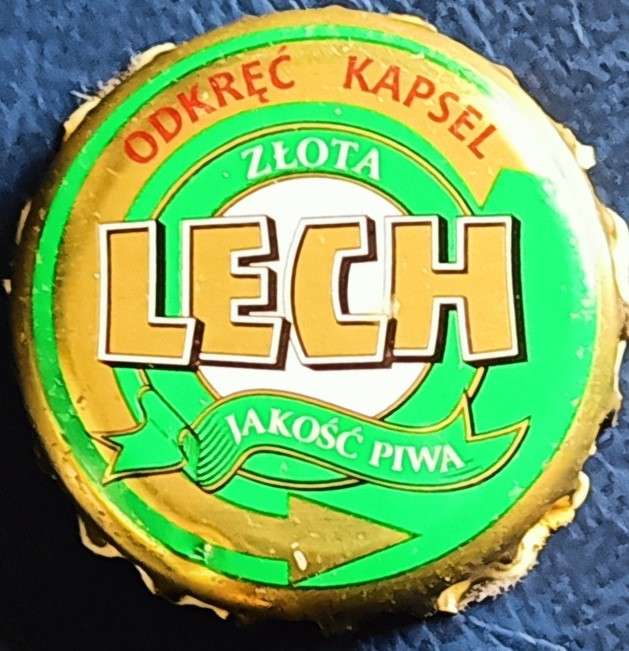 ODKRĘĆ KAPSEL
ZŁOTA
LECH
JAKOŚĆ PIWA